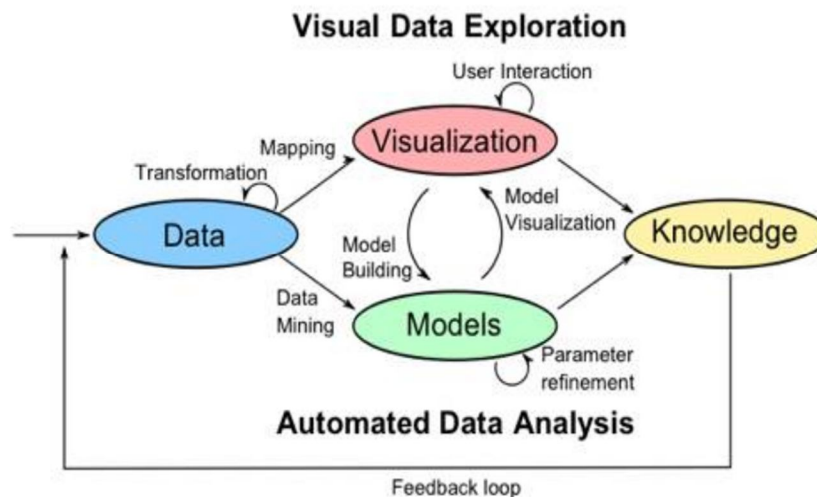 Visual Data Exploration
User Interaction
Visualization
Mapping
Transformation
Data
Model
Building
Model
Visualization
Knowledge
Data
Mining
Models
Parameter
refinement
Automated Data Analysis
Feedback loop